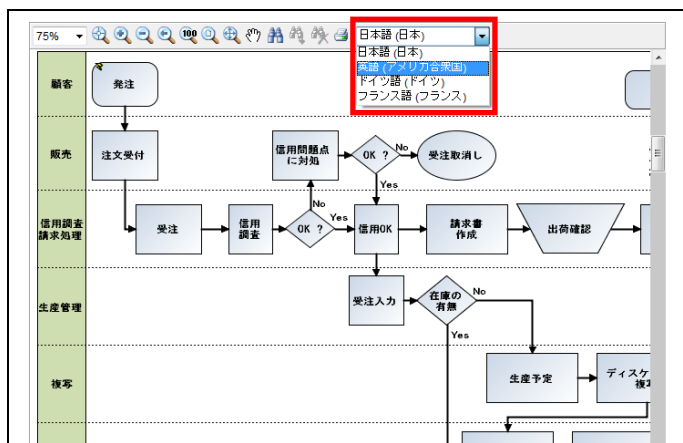 75%
100
日本語 (日本)
日本語 (日本)
英語 (アメリカ合衆国)
ドイツ語 (ドイツ)
フランス語 (フランス)
顧客
発注
販売
注文受付
信用問題点
に対処
OK ?
No
受注取消し
Yes
信用調査
請求処理
受注
信用
調査
No
OK ?
Yes
信用OK
請求書
作成
出荷確認
生産管理
受注入力
在庫の
有無
No
Yes
複写
生産予定
ディスケ
複写